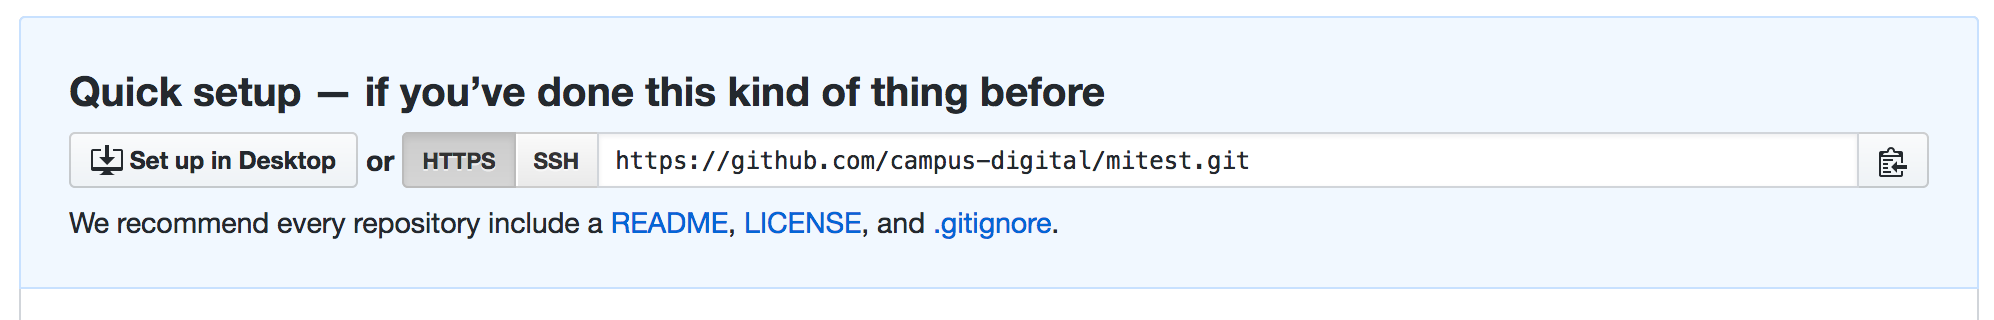 Quick setup — if you’ve done this kind of thing before
Set up in Desktop or HTTPS SSH https://github.com/campus-digital/mitest.git
We recommend every repository include a README, LICENSE, and .gitignore.